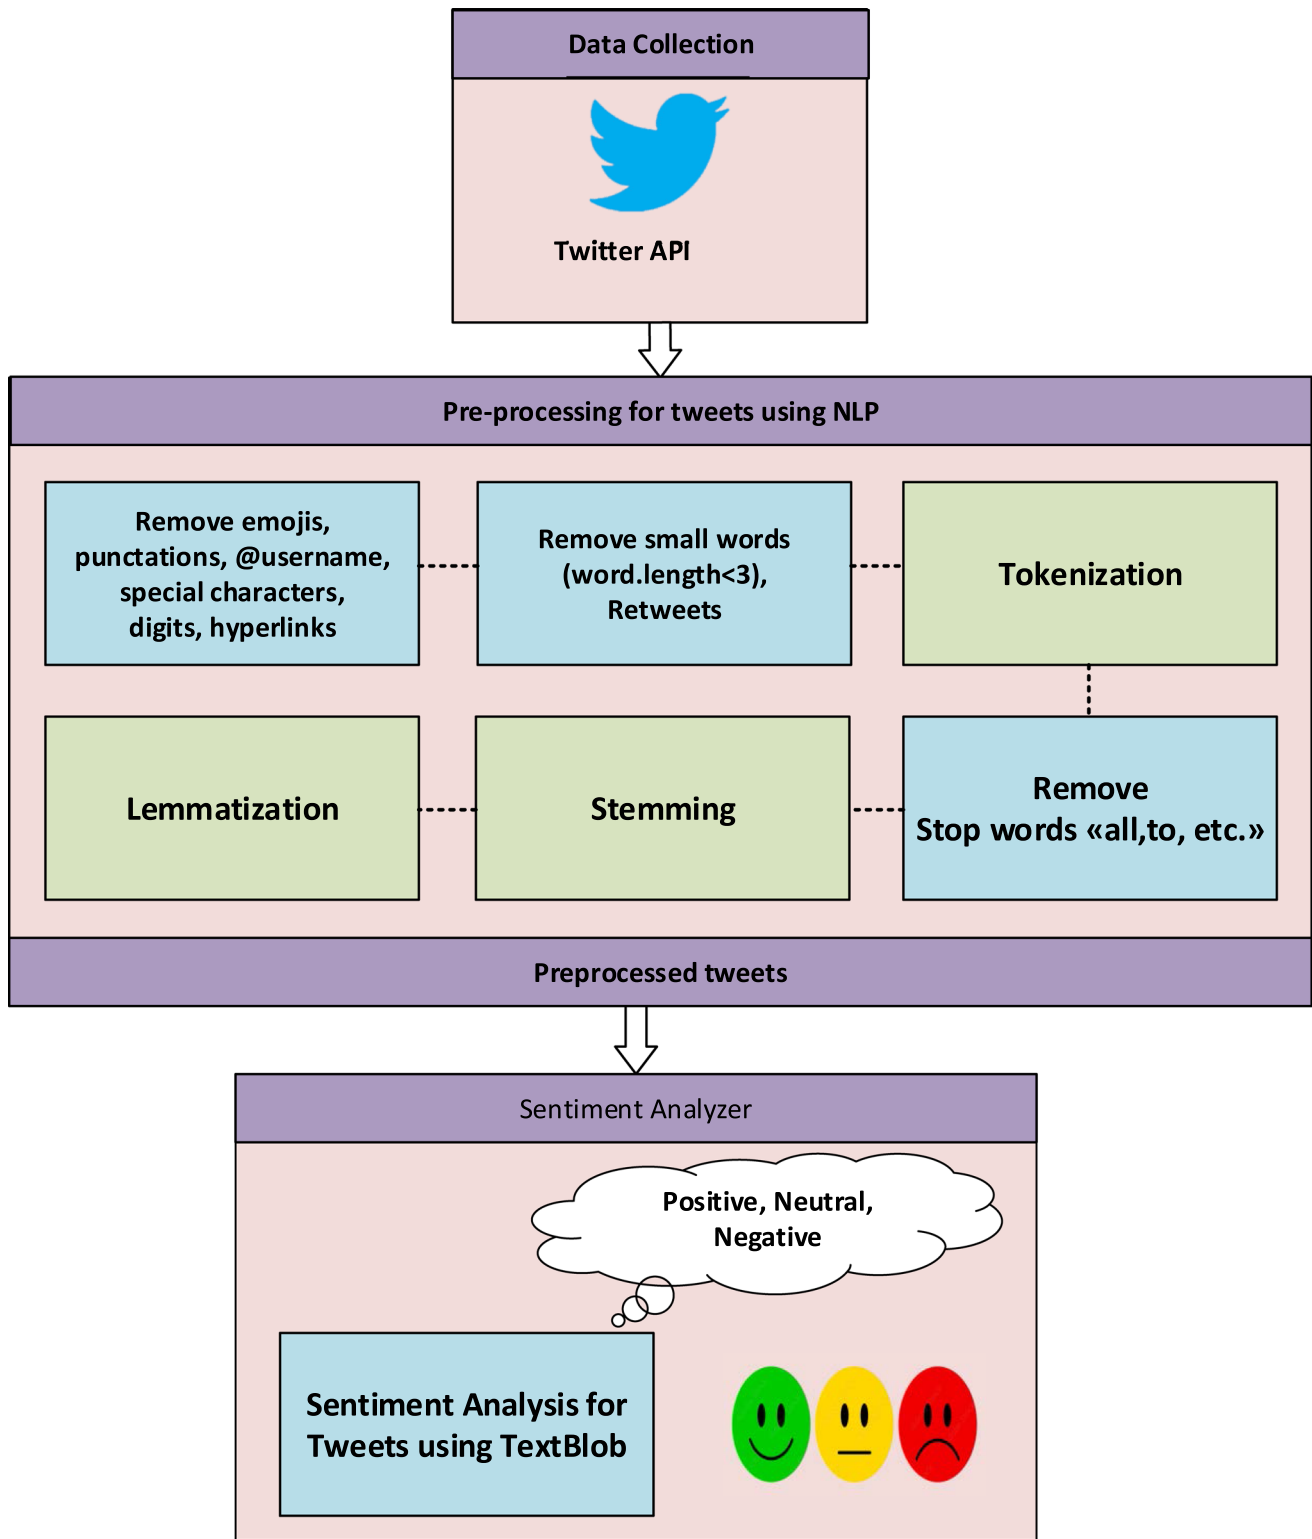 Data Collection
Twitter API
Pre-processing for tweets using NLP
Remove emojis,
punctations, @username,
special characters,
digits, hyperlinks
Remove small words
(word.length<3),
Retweets
Tokenization
Lemmatization
Stemming
Remove
Stop words «all,to, etc.»
Preprocessed tweets
Sentiment Analyzer
Positive, Neutral,
Negative
Sentiment Analysis for
Tweets using TextBlob